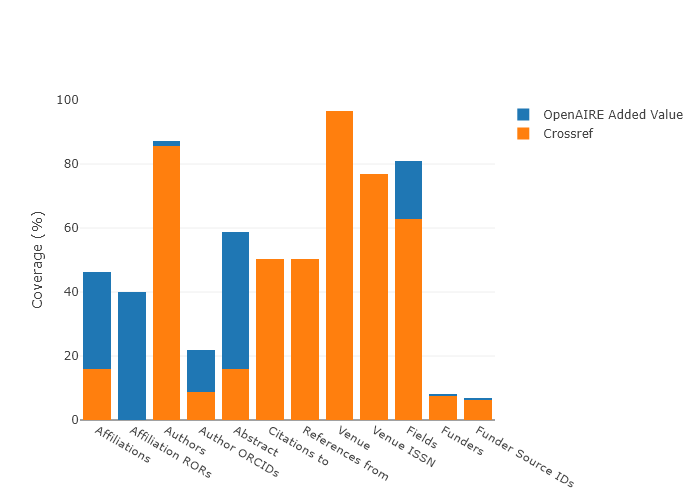 OpenAIRE Added Value
Crossref
Coverage (%)
100
80
60
40
20
0
Affiliations
Affiliation RORs
Authors
Author ORCIDs
Abstract
Citations to
References from
Venue
Venue ISSN
Fields
Funders
Funder Source IDs